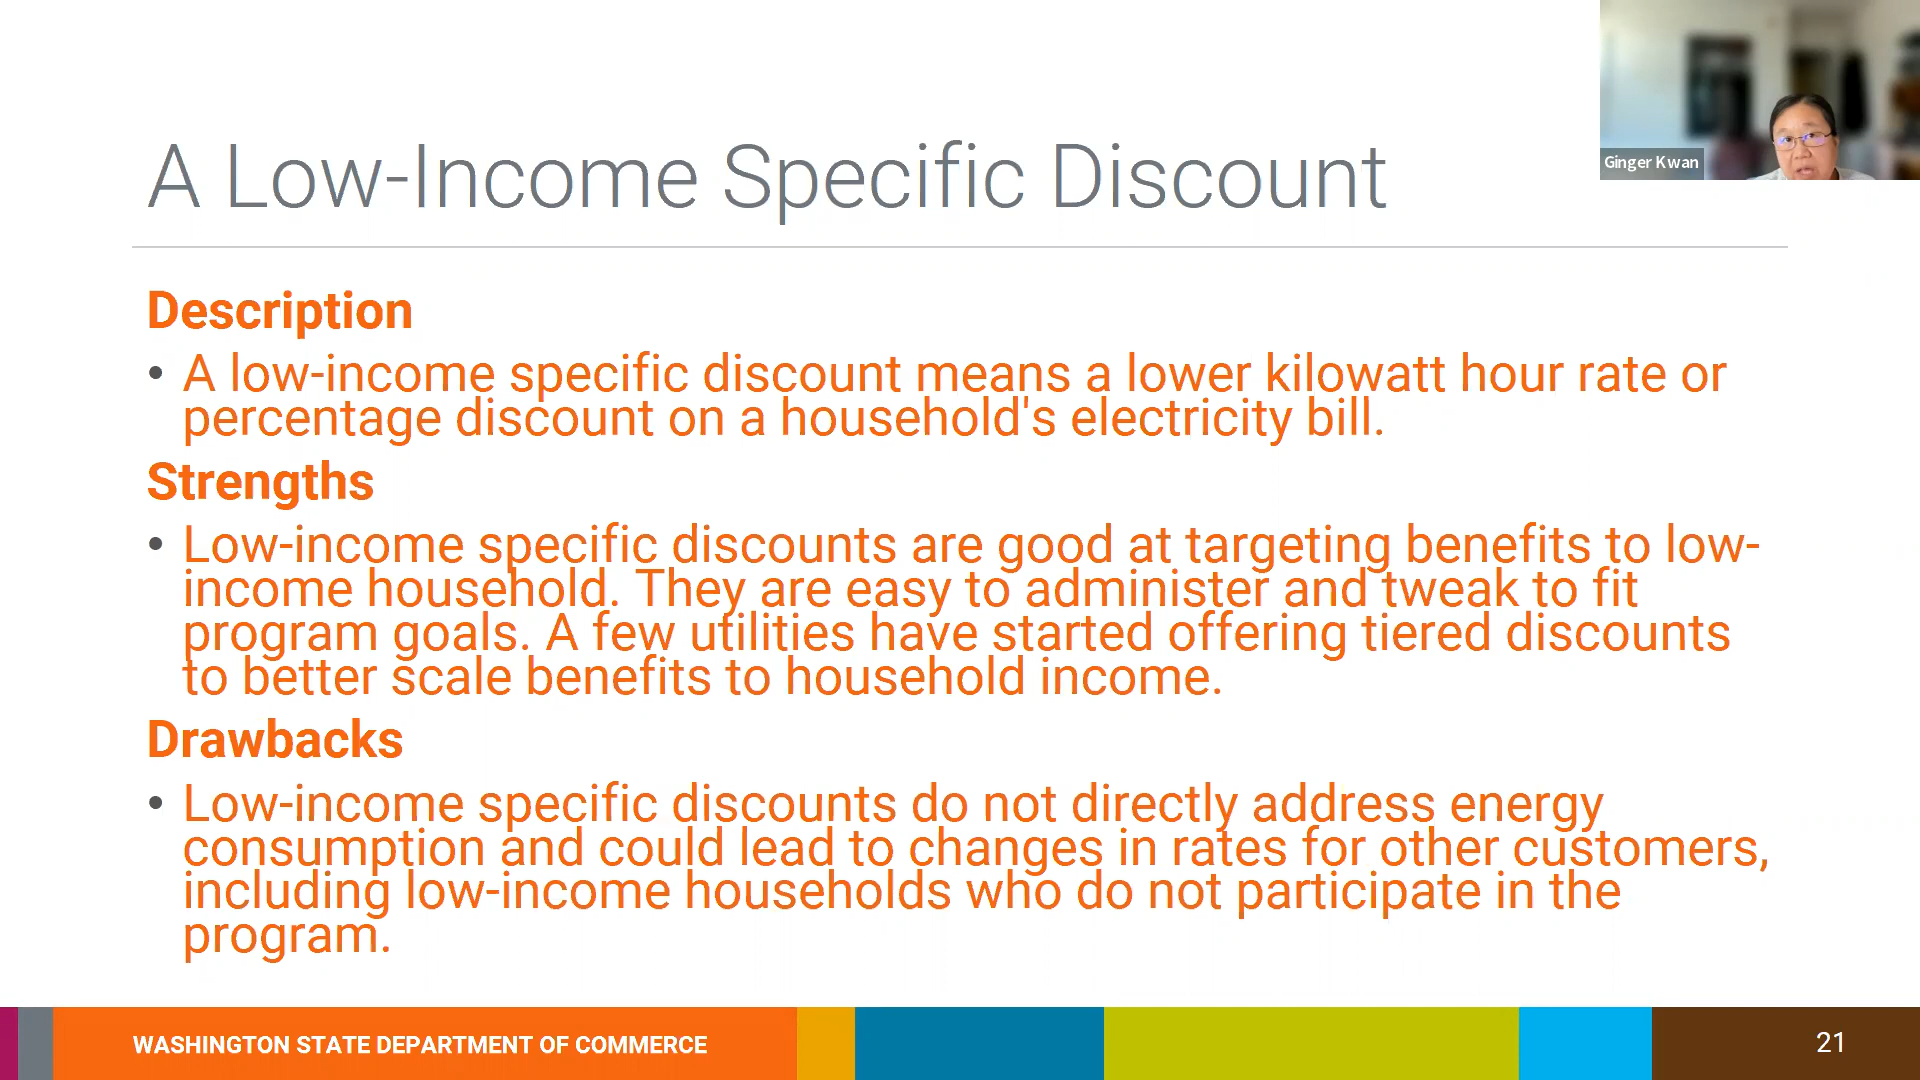 Ginger Kwan
A Low-Income Specific Discount
Description
• A low-income specific discount means a lower kilowatt hour rate or
percentage discount on a household's electricity bill.
Strengths
• Low-income specific discounts are good at targeting benefits to low-
income household. They are easy to administer and tweak to fit
program goals. A few utilities have started offering tiered discounts
to better scale benefits to household income.
Drawbacks
• Low-income specific discounts do not directly address energy
consumption and could lead to changes in rates for other customers,
including low-income households who do not participate in the
program.
WASHINGTON STATE DEPARTMENT OF COMMERCE
21